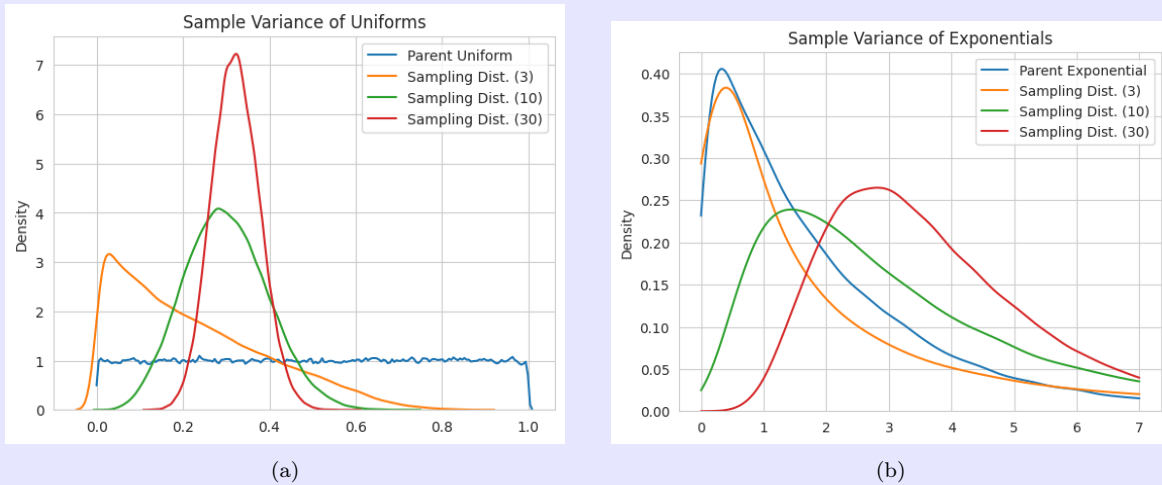 Sample Variance of Uniforms
Parent Uniform
Sampling Dist. (3)
Sampling Dist. (10)
Sampling Dist. (30)
Density
7
6
5
4
3
2
1
0
0.0 0.2 0.4 0.6 0.8 1.0
(a)
Sample Variance of Exponentials
Parent Exponential
Sampling Dist. (3)
Sampling Dist. (10)
Sampling Dist. (30)
Density
0.40
0.35
0.30
0.25
0.20
0.15
0.10
0.05
0.00
0 1 2 3 4 5 6 7
(b)